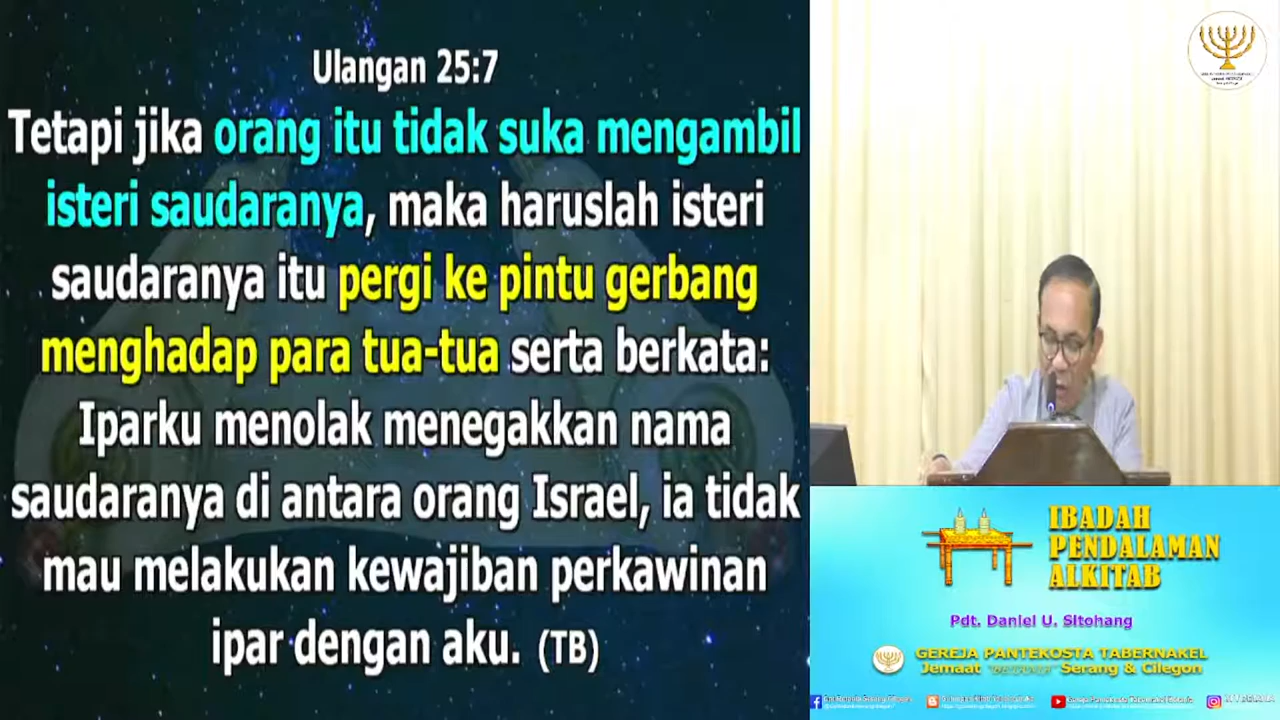 Ulangan 25:7
Tetapi jika orang itu tidak suka mengambil
isteri saudaranya, maka haruslah isteri
saudaranya itu pergi ke pintu gerbang
menghadap para tua-tua serta berkata:
Iparku menolak menegakkan nama
saudaranya di antara orang Israel, ia tidak
mau melakukan kewajiban perkawinan
ipar dengan aku. (TB)
IBADAH
PENDALAMAN
ALKITAB
Pdt. Daniel U. Sitohang
GEREJA PANTEKOSTA TABERNAKEL
Jemaat Serang & Cilegon